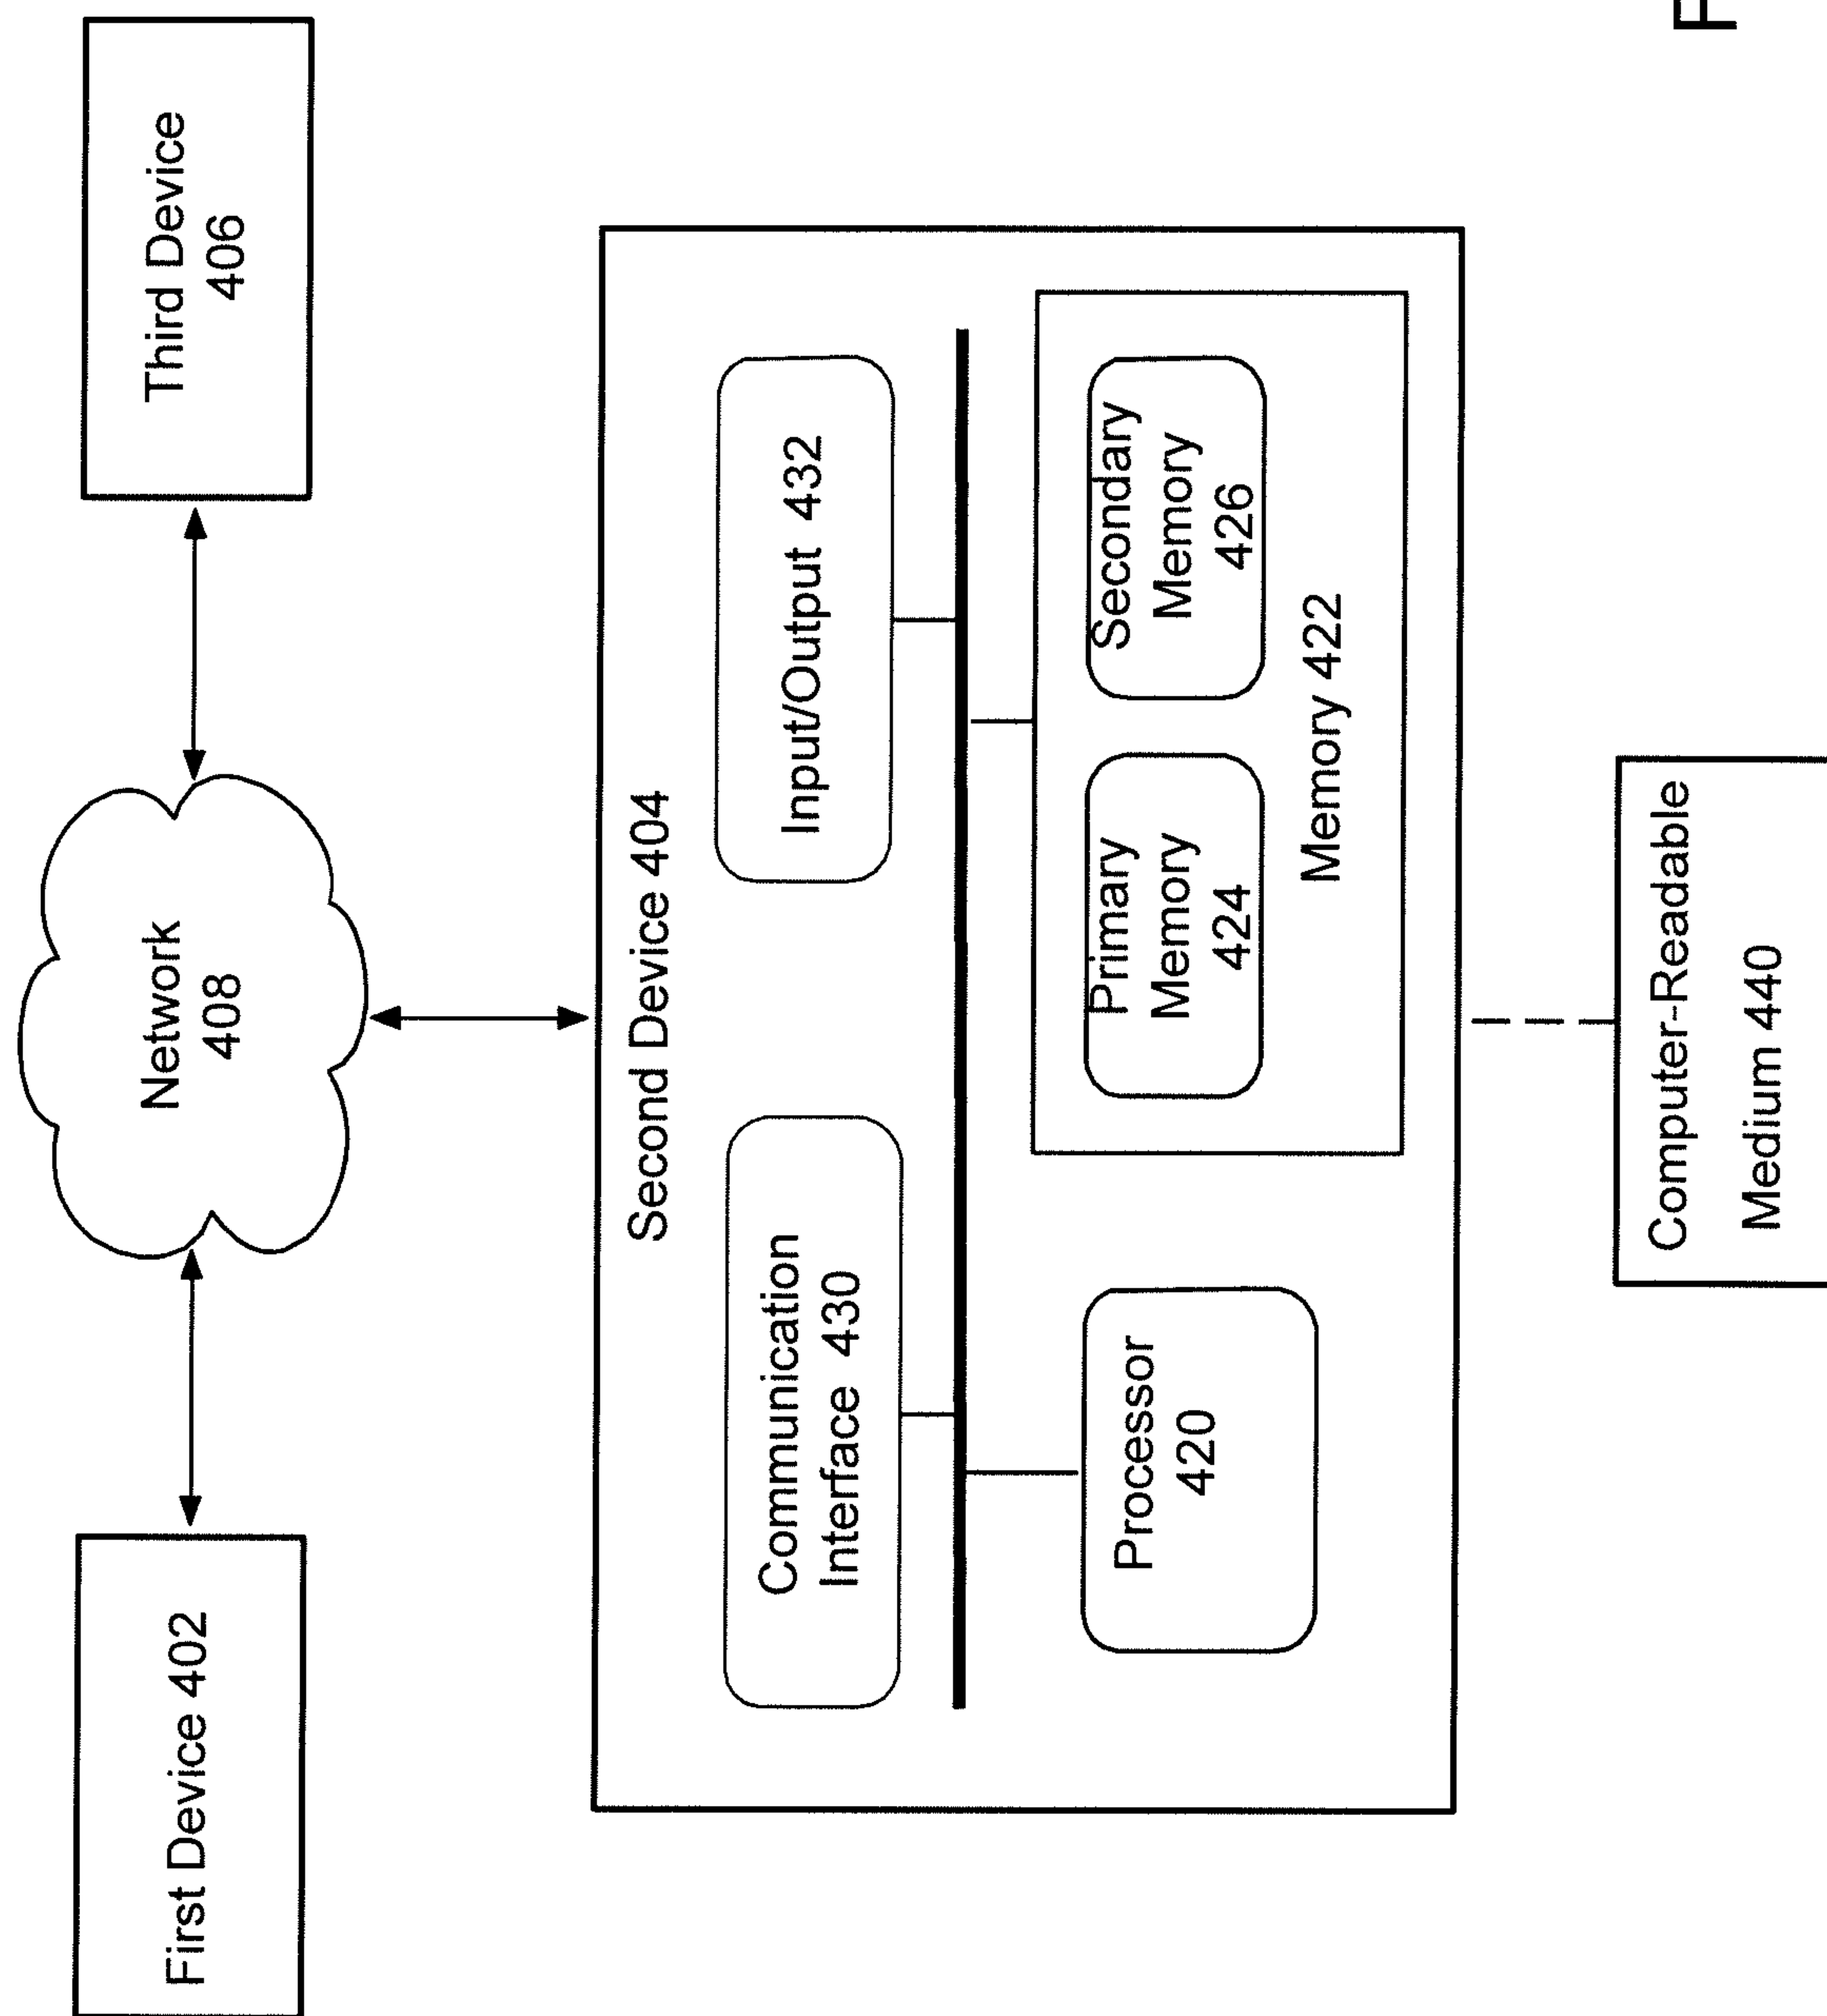 First Device 402
Network
408
Third Device
406
Second Device 404
Communication
Interface 430
Input/Output 432
Processor
420
Primary
Memory
424
Secondary
Memory
426
Memory 422
Computer-Readable
Medium 440
F